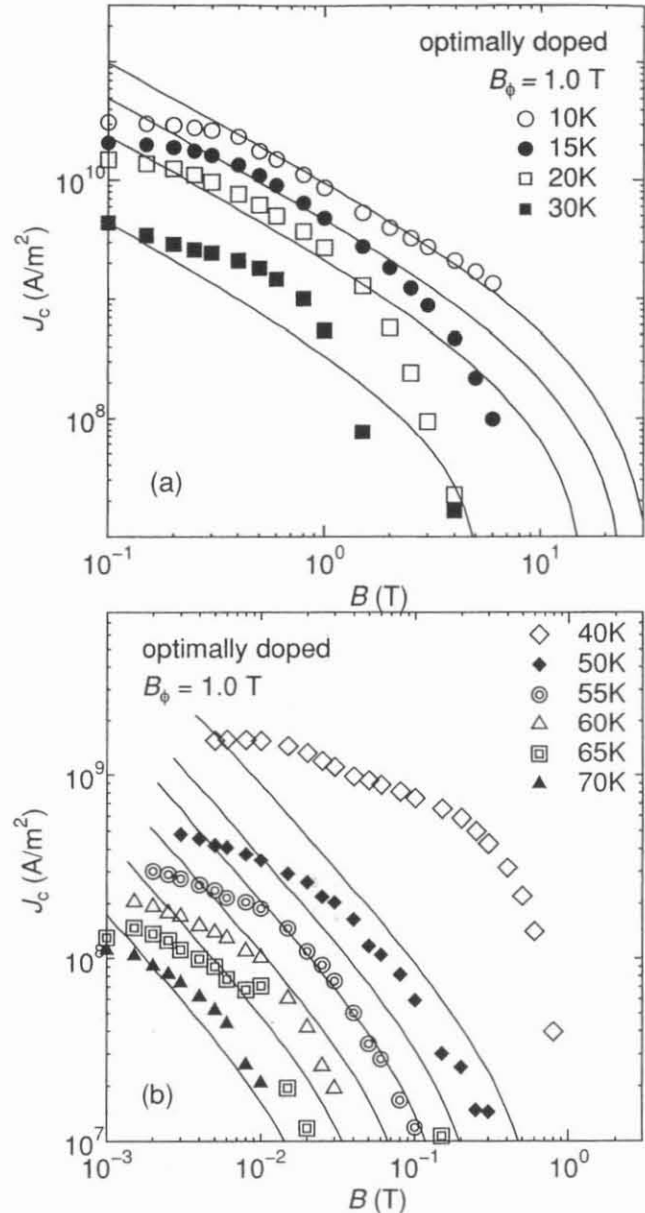 optimally doped
B_ϕ = 1.0 T
10K
15K
20K
30K
10^10
10^8
J_c (A/m^2)
(a)
10^-1 10^0 10^1
B (T)
optimally doped
B_ϕ = 1.0 T
40K
50K
55K
60K
65K
70K
10^9
10^8
10^7
J_c (A/m^2)
(b)
10^-3 10^-2 10^-1 10^0
B (T)